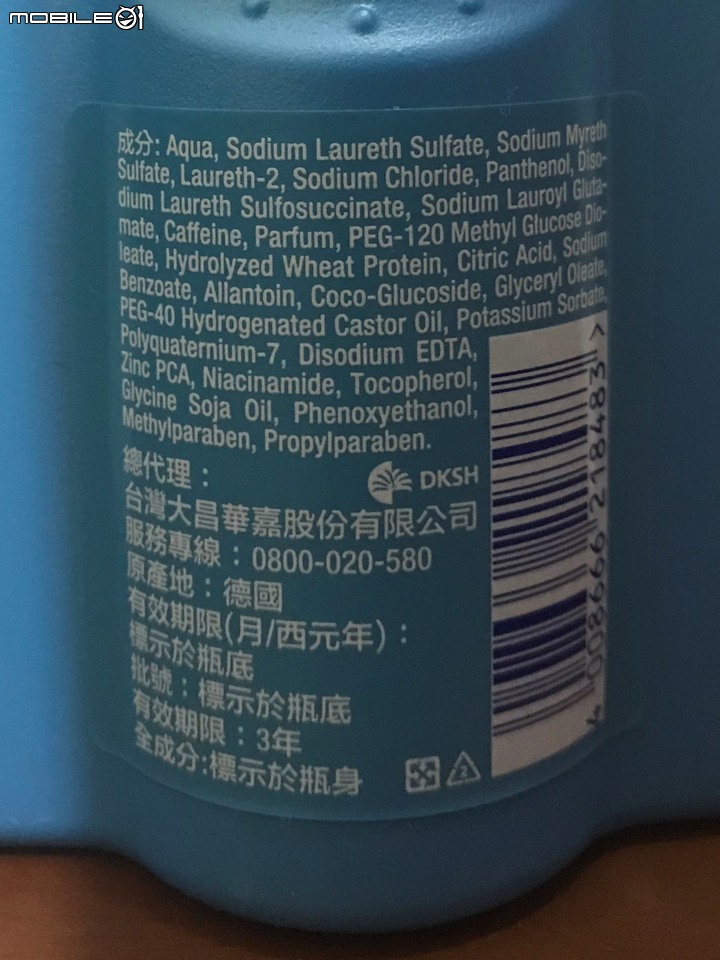 MOBILE01
成分: Aqua, Sodium Laureth Sulfate, Sodium Myreth
Sulfate, Laureth-2, Sodium Chloride, Panthenol, Diso-
dium Laureth Sulfosuccinate, Sodium Lauroyl Gluta-
mate, Caffeine, Parfum, PEG-120 Methyl Glucose Dio-
leate, Hydrolyzed Wheat Protein, Citric Acid, Sodium
Benzoate, Allantoin, Coco-Glucoside, Glyceryl Oleate,
PEG-40 Hydrogenated Castor Oil, Potassium Sorbate,
Polyquaternium-7, Disodium EDTA,
Zinc PCA, Niacinamide, Tocopherol,
Glycine Soja Oil, Phenoxyethanol,
Methylparaben, Propylparaben.
總代理：
DKSH
台灣大昌華嘉股份有限公司
服務專線：0800-020-580
原產地：德國
有效期限(月/西元年)：
標示於瓶底
批號：標示於瓶底
有效期限：3年
全成分:標示於瓶身
2
4 008666 218483 >